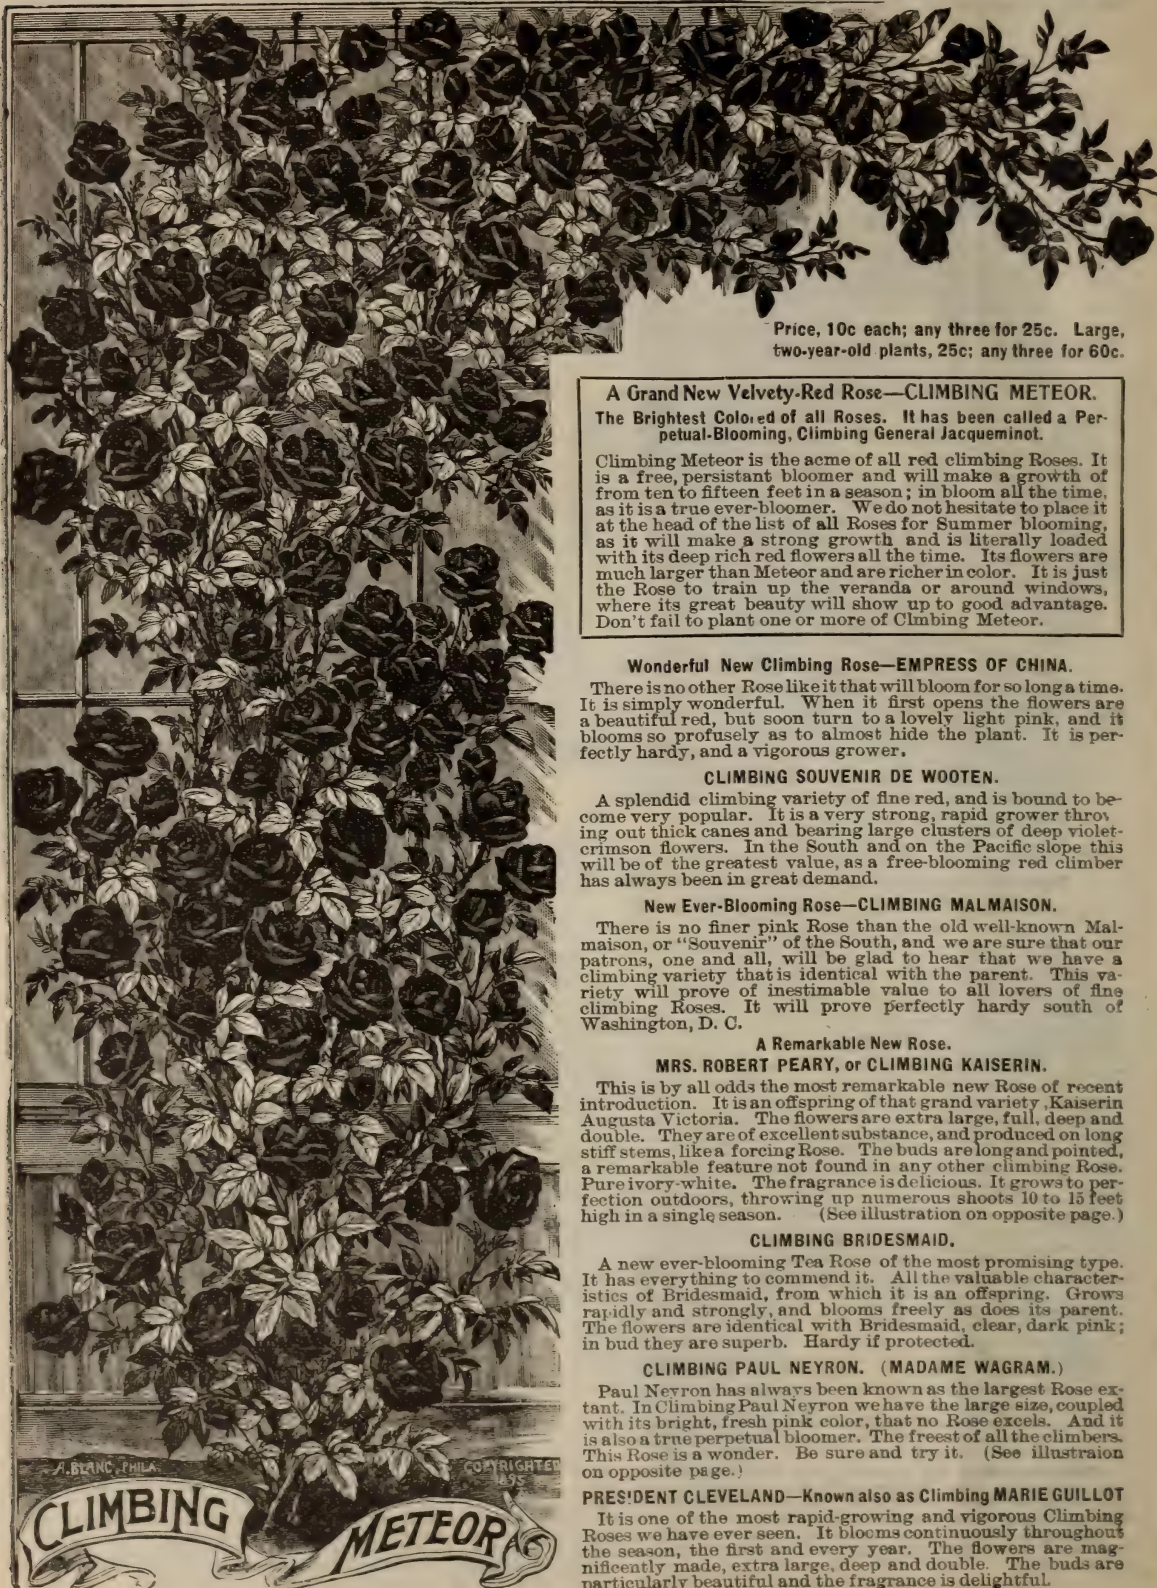 Price, 10c each; any three for 25c. Large,
two-year-old plants, 25c; any three for 60c.
A Grand New Velvety-Red Rose—CLIMBING METEOR.
The Brightest Colored of all Roses. It has been called a Per-
petual-Blooming, Climbing General Jacqueminot.
Climbing Meteor is the acme of all red climbing Roses. It
is a free, persistant bloomer and will make a growth of
from ten to fifteen feet in a season; in bloom all the time,
as it is a true ever-bloomer. We do not hesitate to place it
at the head of the list of all Roses for Summer blooming,
as it will make a strong growth and is literally loaded
with its deep rich red flowers all the time. Its flowers are
much larger than Meteor and are richer in color. It is just
the Rose to train up the veranda or around windows,
where its great beauty will show up to good advantage.
Don't fail to plant one or more of Clmbing Meteor.
Wonderful New Climbing Rose—EMPRESS OF CHINA.
There is no other Rose like it that will bloom for so long a time.
It is simply wonderful. When it first opens the flowers are
a beautiful red, but soon turn to a lovely light pink, and it
blooms so profusely as to almost hide the plant. It is per-
fectly hardy, and a vigorous grower.
CLIMBING SOUVENIR DE WOOTEN.
A splendid climbing variety of fine red, and is bound to be-
come very popular. It is a very strong, rapid grower throw
ing out thick canes and bearing large clusters of deep violet-
crimson flowers. In the South and on the Pacific slope this
will be of the greatest value, as a free-blooming red climber
has always been in great demand.
New Ever-Blooming Rose—CLIMBING MALMAISON.
There is no finer pink Rose than the old well-known Mal-
maison, or "Souvenir" of the South, and we are sure that our
patrons, one and all, will be glad to hear that we have a
climbing variety that is identical with the parent. This va-
riety will prove of inestimable value to all lovers of fine
climbing Roses. It will prove perfectly hardy south of
Washington, D. C.
A Remarkable New Rose.
MRS. ROBERT PEARY, or CLIMBING KAISERIN.
This is by all odds the most remarkable new Rose of recent
introduction. It is an offspring of that grand variety, Kaiserin
Augusta Victoria. The flowers are extra large, full, deep and
double. They are of excellent substance, and produced on long
stiff stems, like a forcing Rose. The buds are long and pointed,
a remarkable feature not found in any other climbing Rose.
Pure ivory-white. The fragrance is delicious. It grows to per-
fection outdoors, throwing up numerous shoots 10 to 15 feet
high in a single season. (See illustration on opposite page.)
CLIMBING BRIDESMAID.
A new ever-blooming Tea Rose of the most promising type.
It has everything to commend it. All the valuable character-
istics of Bridesmaid, from which it is an offspring. Grows
rapidly and strongly, and blooms freely as does its parent.
The flowers are identical with Bridesmaid, clear, dark pink;
in bud they are superb. Hardy if protected.
CLIMBING PAUL NEYRON. (MADAME WAGRAM.)
Paul Neyron has always been known as the largest Rose ex-
tant. In Climbing Paul Neyron we have the large size, coupled
with its bright, fresh pink color, that no Rose excels. And it
is also a true perpetual bloomer. The freest of all the climbers.
This Rose is a wonder. Be sure and try it. (See illustraion
on opposite page.)
PRESIDENT CLEVELAND—Known also as Climbing MARIE GUILLOT
It is one of the most rapid-growing and vigorous Climbing
Roses we have ever seen. It blooms continuously throughout
the season, the first and every year. The flowers are mag-
nificently made, extra large, deep and double. The buds are
particularly beautiful and the fragrance is delightful.
A. BLANC, PHILA.
COPYRIGHTED
1895
CLIMBING METEOR